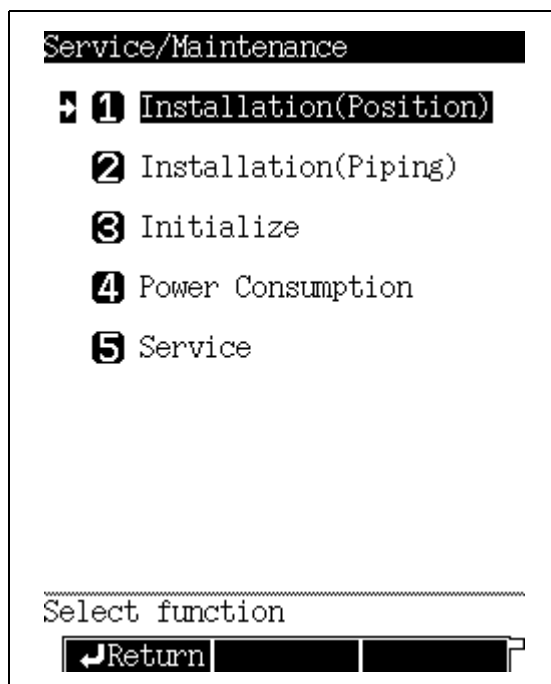 Service/Maintenance
1 Installation(Position)
2 Installation(Piping)
3 Initialize
4 Power Consumption
5 Service
Select function
Return